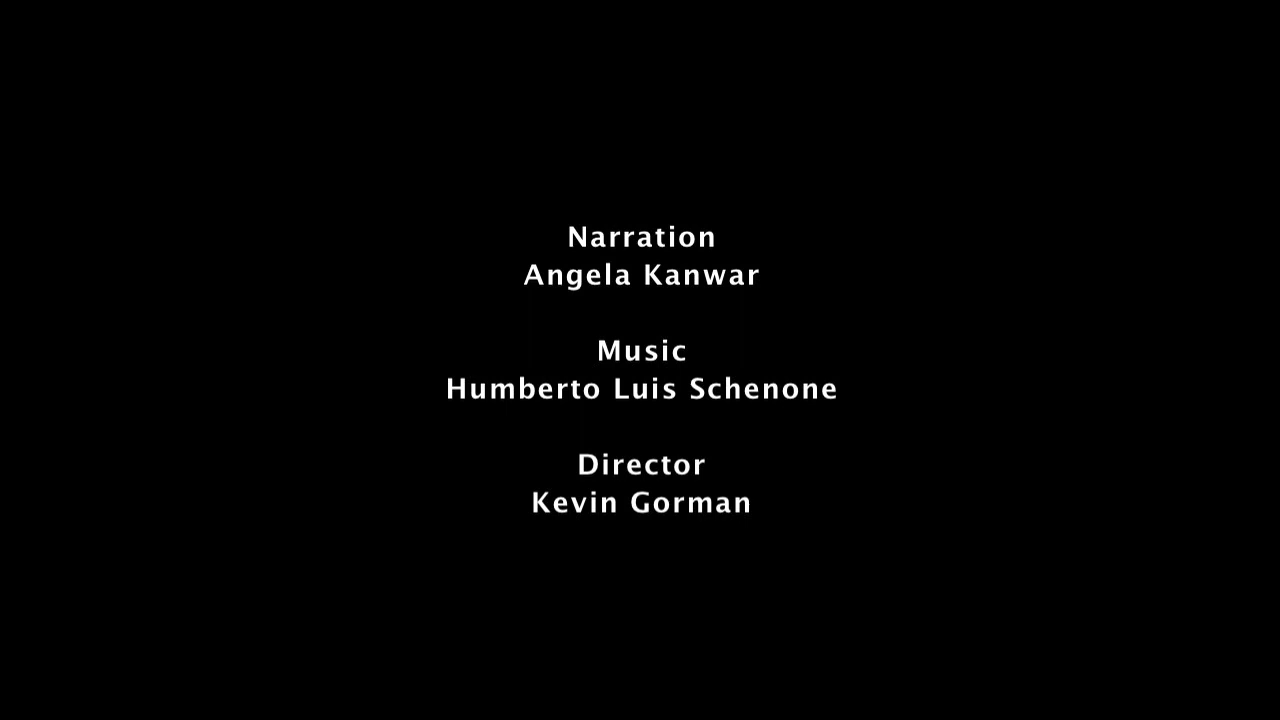 Narration
Angela Kanwar
Music
Humberto Luis Schenone
Director
Kevin Gorman